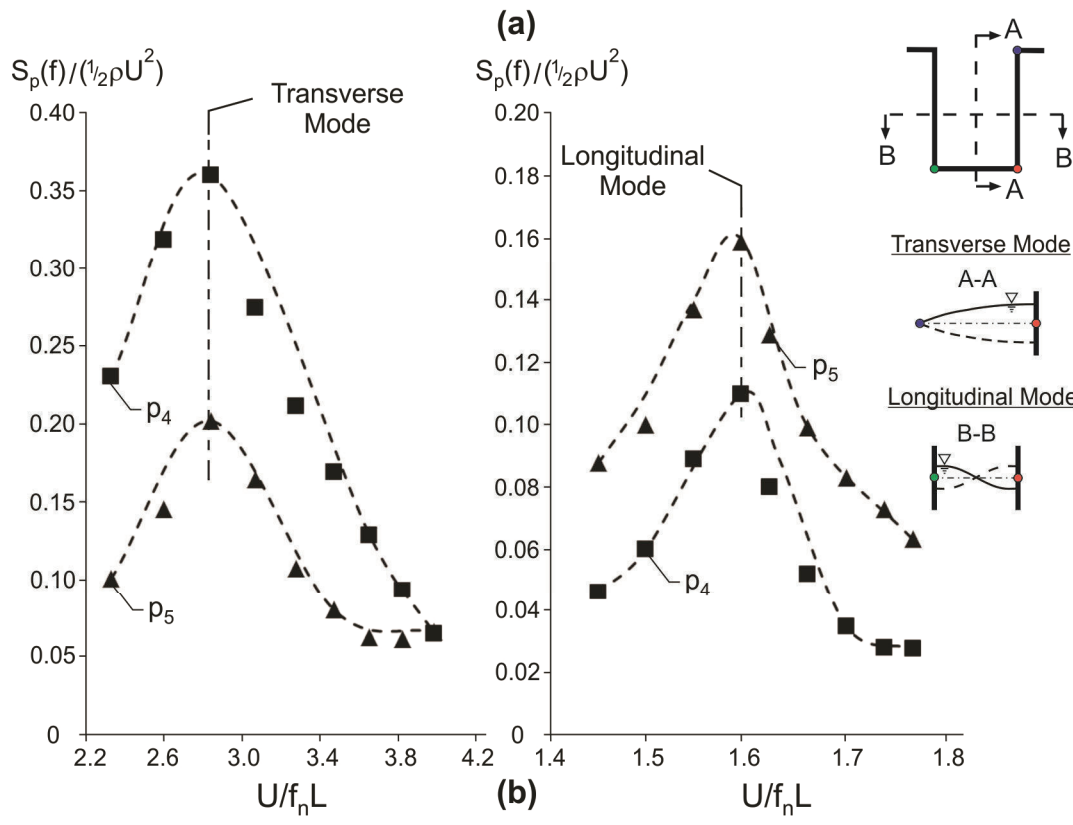 (a)
S_p(f)/(½ρU²)
Transverse
Mode
0.40
0.35
0.30
0.25
0.20
0.15
0.10
0.05
0
p₄
p₅
2.2 2.6 3.0 3.4 3.8 4.2
U/fₙL
S_p(f)/(½ρU²)
Longitudinal
Mode
0.20
0.18
0.16
0.14
0.12
0.10
0.08
0.06
0.04
0.02
0
p₅
p₄
1.4 1.5 1.6 1.7 1.8
U/fₙL
A
B B
A
Transverse Mode
A-A
Longitudinal Mode
B-B
(b)